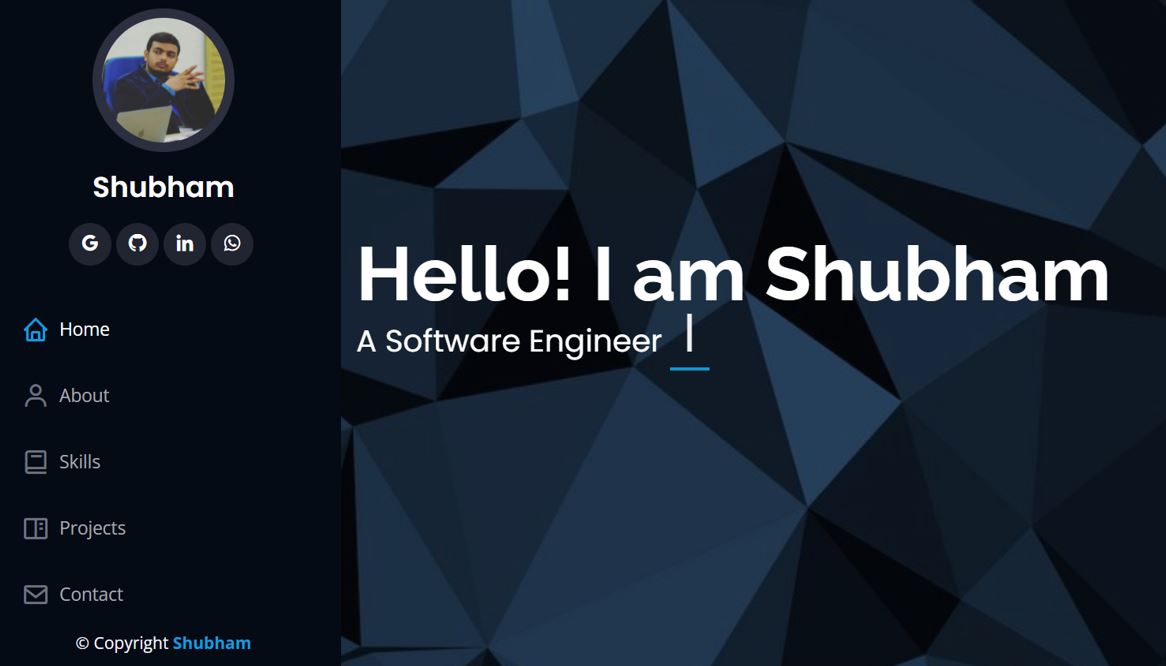 Shubham
Home
About
Skills
Projects
Contact
© Copyright Shubham
Hello! I am Shubham
A Software Engineer |